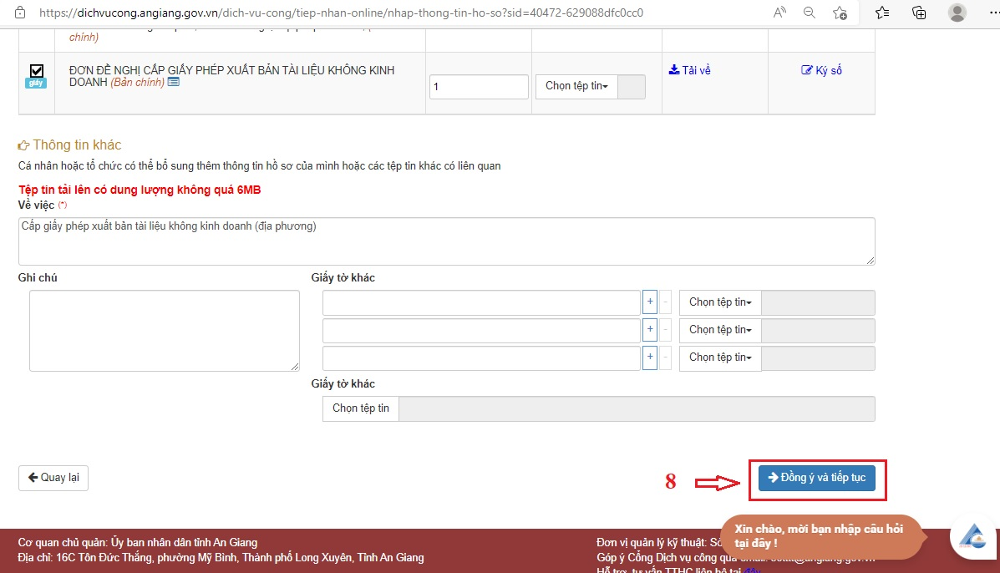 https://dichvucong.angiang.gov.vn/dich-vu-cong/tiep-nhan-online/nhap-thong-tin-ho-so?sid=40472-629088dfc0cc0
chính)
giấy
ĐƠN ĐỀ NGHỊ CẤP GIẤY PHÉP XUẤT BẢN TÀI LIỆU KHÔNG KINH
DOANH (Bản chính)
1
Chọn tệp tin
Tải về
Ký số
Thông tin khác
Cá nhân hoặc tổ chức có thể bổ sung thêm thông tin hồ sơ của mình hoặc các tệp tin khác có liên quan
Tệp tin tải lên có dung lượng không quá 6MB
Về việc (*)
Cấp giấy phép xuất bản tài liệu không kinh doanh (địa phương)
Ghi chú
Giấy tờ khác
+ - Chọn tệp tin
+ - Chọn tệp tin
+ - Chọn tệp tin
Giấy tờ khác
Chọn tệp tin
Quay lại
8
Đồng ý và tiếp tục
Xin chào, mời bạn nhập câu hỏi
tại đây !
Cơ quan chủ quản: Ủy ban nhân dân tỉnh An Giang
Địa chỉ: 16C Tôn Đức Thắng, phường Mỹ Bình, Thành phố Long Xuyên, Tỉnh An Giang
Đơn vị quản lý kỹ thuật:
Góp ý Cổng Dịch vụ công qua
Hỗ trợ, tư vấn TTHC liên hệ tại đây